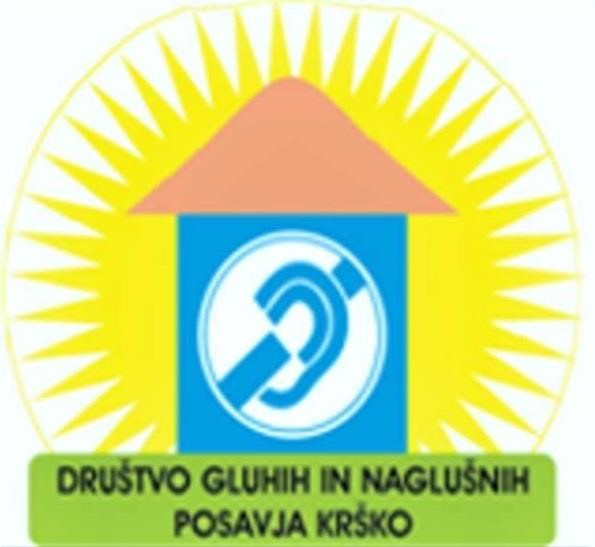 DRUŠTVO GLUHIH IN NAGLUŠNIH
POSAVJA KRŠKO